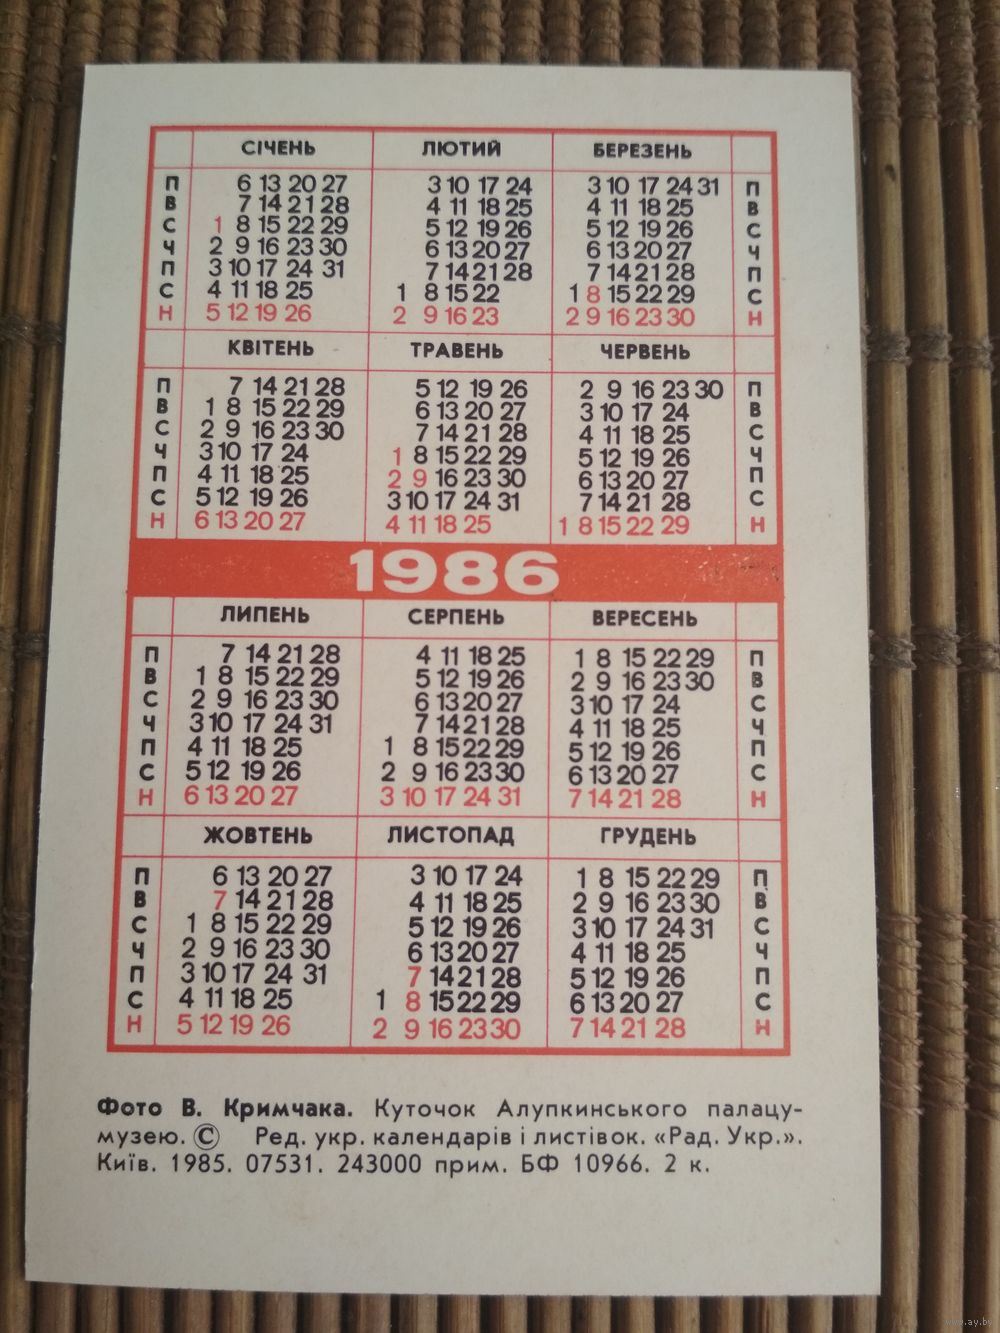 СІЧЕНЬ ЛЮТИЙ БЕРЕЗЕНЬ
П 6 13 20 27 3 10 17 24 3 10 17 24 31 П
В 7 14 21 28 4 11 18 25 4 11 18 25 В
С 1 8 15 22 29 5 12 19 26 5 12 19 26 С
Ч 2 9 16 23 30 6 13 20 27 6 13 20 27 Ч
П 3 10 17 24 31 7 14 21 28 7 14 21 28 П
С 4 11 18 25 1 8 15 22 1 8 15 22 29 С
Н 5 12 19 26 2 9 16 23 2 9 16 23 30 Н
КВІТЕНЬ ТРАВЕНЬ ЧЕРВЕНЬ
П 7 14 21 28 5 12 19 26 2 9 16 23 30 П
В 1 8 15 22 29 6 13 20 27 3 10 17 24 В
С 2 9 16 23 30 7 14 21 28 4 11 18 25 С
Ч 3 10 17 24 1 8 15 22 29 5 12 19 26 Ч
П 4 11 18 25 2 9 16 23 30 6 13 20 27 П
С 5 12 19 26 3 10 17 24 31 7 14 21 28 С
Н 6 13 20 27 4 11 18 25 1 8 15 22 29 Н
1986
ЛИПЕНЬ СЕРПЕНЬ ВЕРЕСЕНЬ
П 7 14 21 28 4 11 18 25 1 8 15 22 29 П
В 1 8 15 22 29 5 12 19 26 2 9 16 23 30 В
С 2 9 16 23 30 6 13 20 27 3 10 17 24 С
Ч 3 10 17 24 31 7 14 21 28 4 11 18 25 Ч
П 4 11 18 25 1 8 15 22 29 5 12 19 26 П
С 5 12 19 26 2 9 16 23 30 6 13 20 27 С
Н 6 13 20 27 3 10 17 24 31 7 14 21 28 Н
ЖОВТЕНЬ ЛИСТОПАД ГРУДЕНЬ
П 6 13 20 27 3 10 17 24 1 8 15 22 29 П
В 7 14 21 28 4 11 18 25 2 9 16 23 30 В
С 1 8 15 22 29 5 12 19 26 3 10 17 24 31 С
Ч 2 9 16 23 30 6 13 20 27 4 11 18 25 Ч
П 3 10 17 24 31 7 14 21 28 5 12 19 26 П
С 4 11 18 25 1 8 15 22 29 6 13 20 27 С
Н 5 12 19 26 2 9 16 23 30 7 14 21 28 Н
Фото В. Кримчака. Куточок Алупкинського палацу-
музею. © Ред. укр. календарів і листівок. «Рад. Укр.».
Київ. 1985. 07531. 243000 прим. БФ 10966. 2 к.
www.ay.by